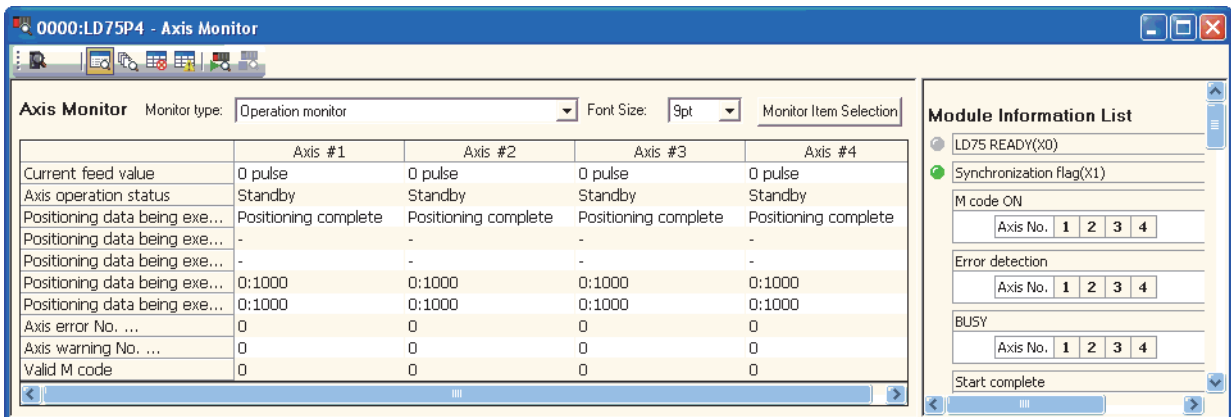 0000:LD75P4 - Axis Monitor
Axis Monitor Monitor type: Operation monitor Font Size: 9pt Monitor Item Selection
Axis #1 Axis #2 Axis #3 Axis #4
Current feed value 0 pulse 0 pulse 0 pulse 0 pulse
Axis operation status Standby Standby Standby Standby
Positioning data being exe... Positioning complete Positioning complete Positioning complete Positioning complete
Positioning data being exe... - - - -
Positioning data being exe... - - - -
Positioning data being exe... 0:1000 0:1000 0:1000 0:1000
Positioning data being exe... 0:1000 0:1000 0:1000 0:1000
Axis error No. ... 0 0 0 0
Axis warning No. ... 0 0 0 0
Valid M code 0 0 0 0
Module Information List
LD75 READY(X0)
Synchronization flag(X1)
M code ON
Axis No. 1 2 3 4
Error detection
Axis No. 1 2 3 4
BUSY
Axis No. 1 2 3 4
Start complete